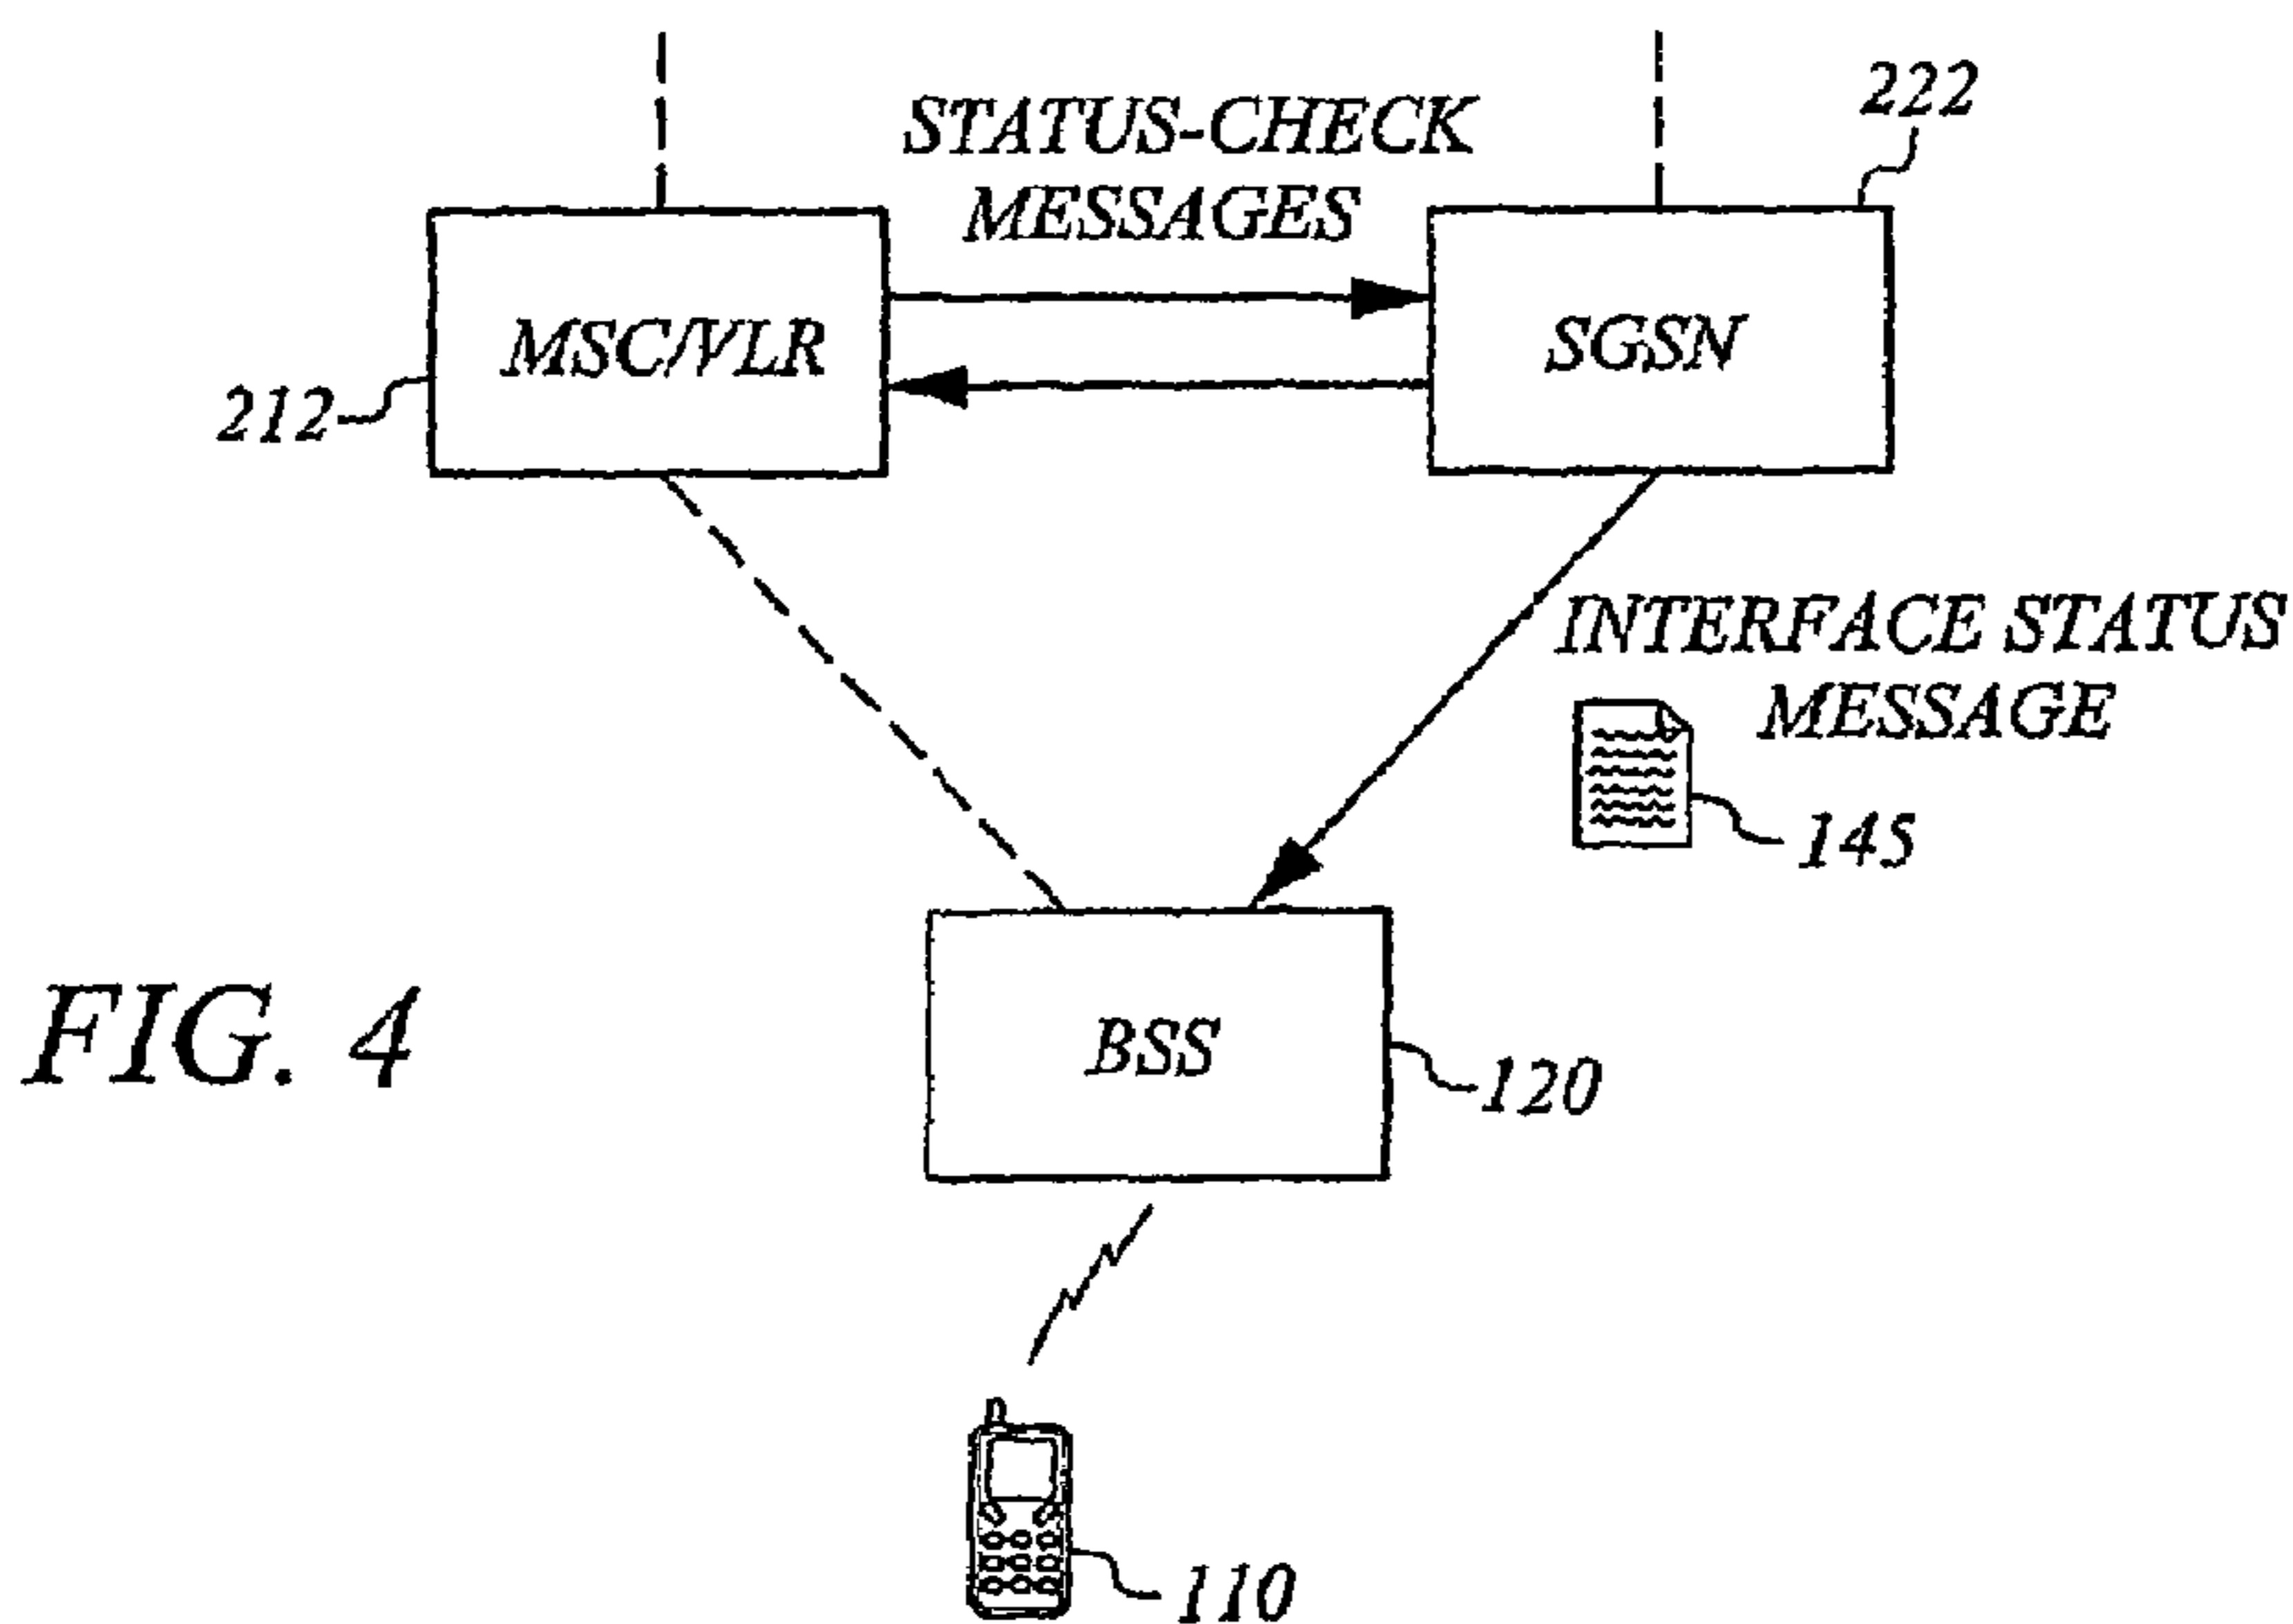 222
STATUS-CHECK
MESSAGES
MSC/VLR
SGSN
212
INTERFACE STATUS
MESSAGE
145
BSS
FIG. 4
120
110